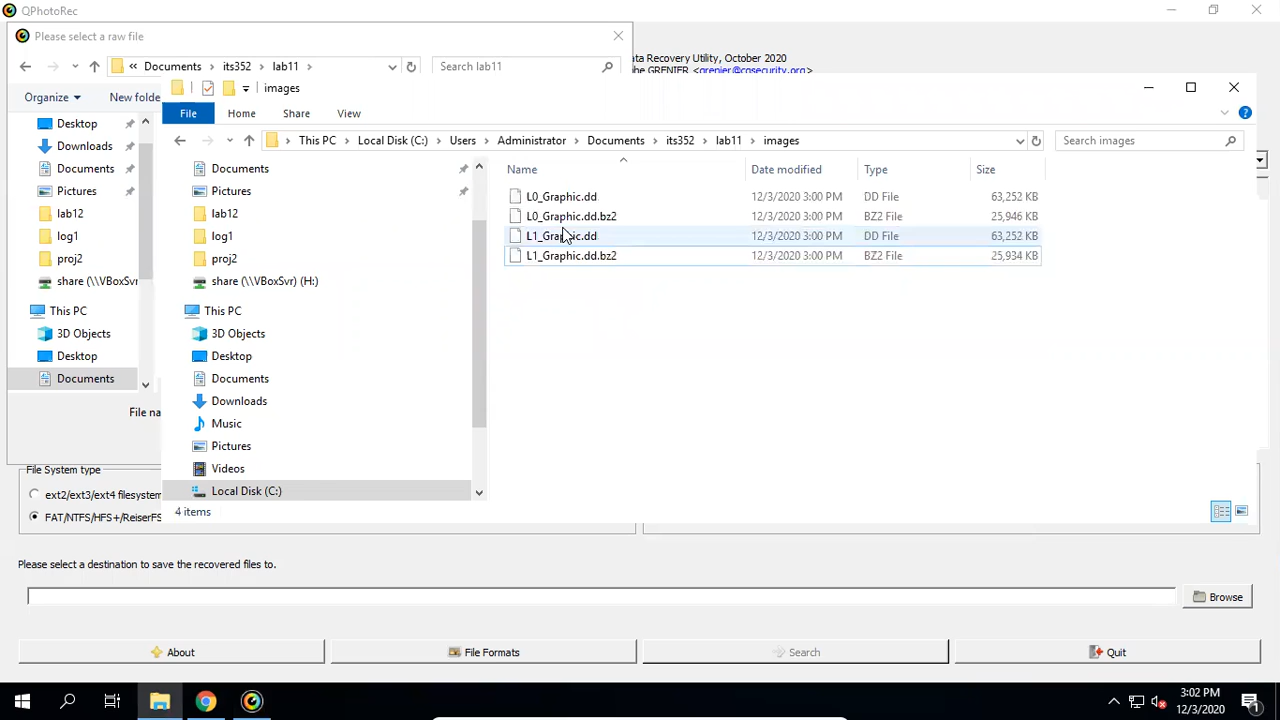 QPhotoRec
Please select a raw file
« Documents > its352 > lab11 >
Search lab11
ata Recovery Utility, October 2020
he GRENIER <grenier@cgsecurity.org>
Organize
New folde
images
File
Home
Share
View
This PC > Local Disk (C:) > Users > Administrator > Documents > its352 > lab11 > images
Search images
Desktop
Downloads
Documents
Pictures
lab12
log1
proj2
share (\\VBoxSvr
This PC
3D Objects
Desktop
Documents
Documents
Pictures
lab12
log1
proj2
share (\\VBoxSvr) (H:)
This PC
3D Objects
Desktop
Documents
Downloads
Music
Pictures
Videos
Local Disk (C:)
Name
Date modified
Type
Size
L0_Graphic.dd 12/3/2020 3:00 PM DD File 63,252 KB
L0_Graphic.dd.bz2 12/3/2020 3:00 PM BZ2 File 25,946 KB
L1_Graphic.dd 12/3/2020 3:00 PM DD File 63,252 KB
L1_Graphic.dd.bz2 12/3/2020 3:00 PM BZ2 File 25,934 KB
File na
4 items
File System type
ext2/ext3/ext4 filesystem
FAT/NTFS/HFS+/ReiserFS
Please select a destination to save the recovered files to.
Browse
About
File Formats
Search
Quit
3:02 PM
12/3/2020
1